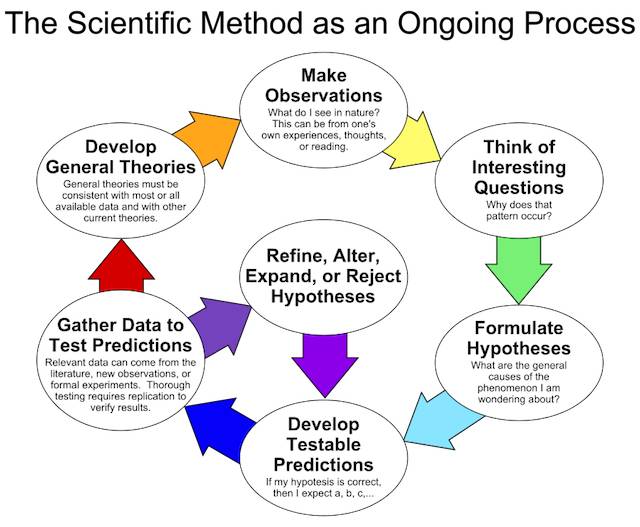 The Scientific Method as an Ongoing Process
Make
Observations
What do I see in nature?
This can be from one's
own experiences, thoughts,
or reading.
Think of
Interesting
Questions
Why does that
pattern occur?
Formulate
Hypotheses
What are the general
causes of the
phenomenon I am
wondering about?
Develop
Testable
Predictions
If my hypotesis is correct,
then I expect a, b, c,...
Gather Data to
Test Predictions
Relevant data can come from the
literature, new observations, or
formal experiments. Thorough
testing requires replication to
verify results.
Refine, Alter,
Expand, or Reject
Hypotheses
Develop
General Theories
General theories must be
consistent with most or all
available data and with other
current theories.